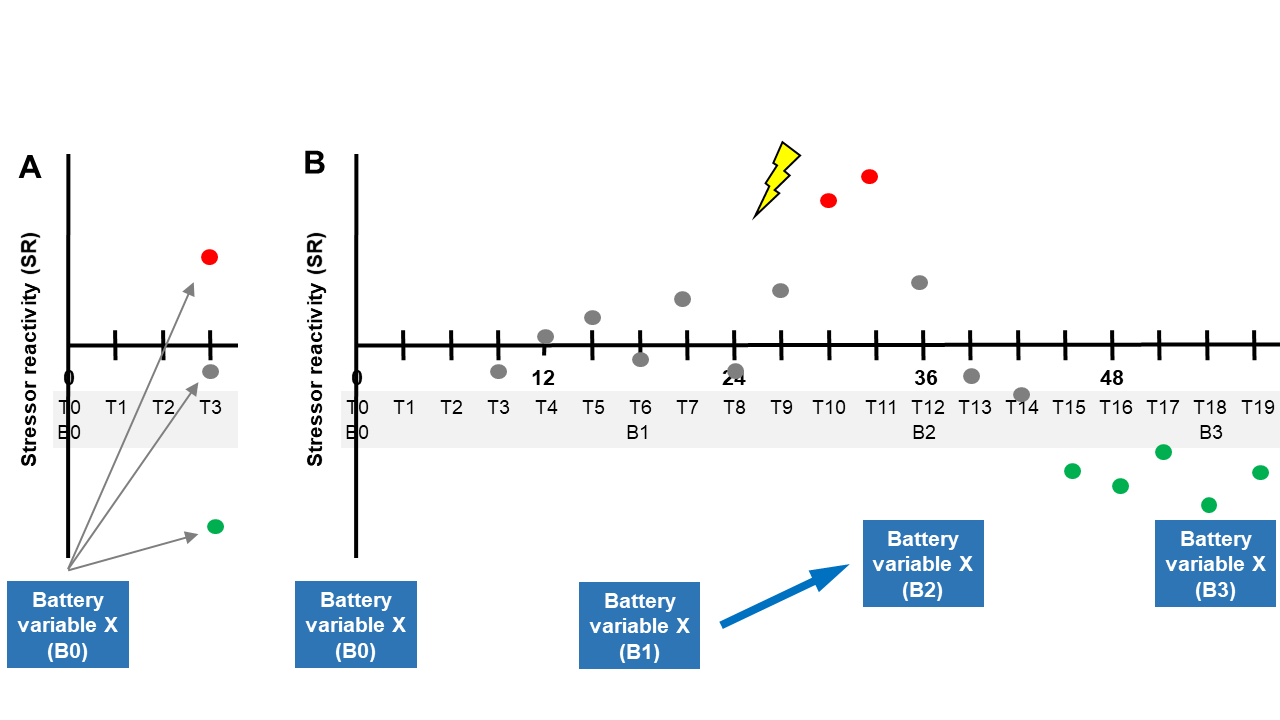 A
Stressor reactivity (SR)
0
T0 T1 T2 T3
B0
Battery
variable X
(B0)
B
Stressor reactivity (SR)
0 12 24 36 48
T0 T1 T2 T3 T4 T5 T6 T7 T8 T9 T10 T11 T12 T13 T14 T15 T16 T17 T18 T19
B0 B1 B2 B3
Battery
variable X
(B0)
Battery
variable X
(B1)
Battery
variable X
(B2)
Battery
variable X
(B3)